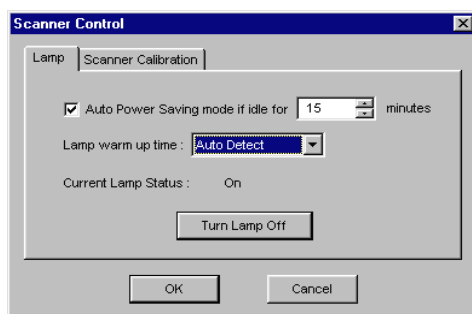 Scanner Control
Lamp Scanner Calibration
Auto Power Saving mode if idle for 15 minutes
Lamp warm up time : Auto Detect
Current Lamp Status : On
Turn Lamp Off
OK Cancel